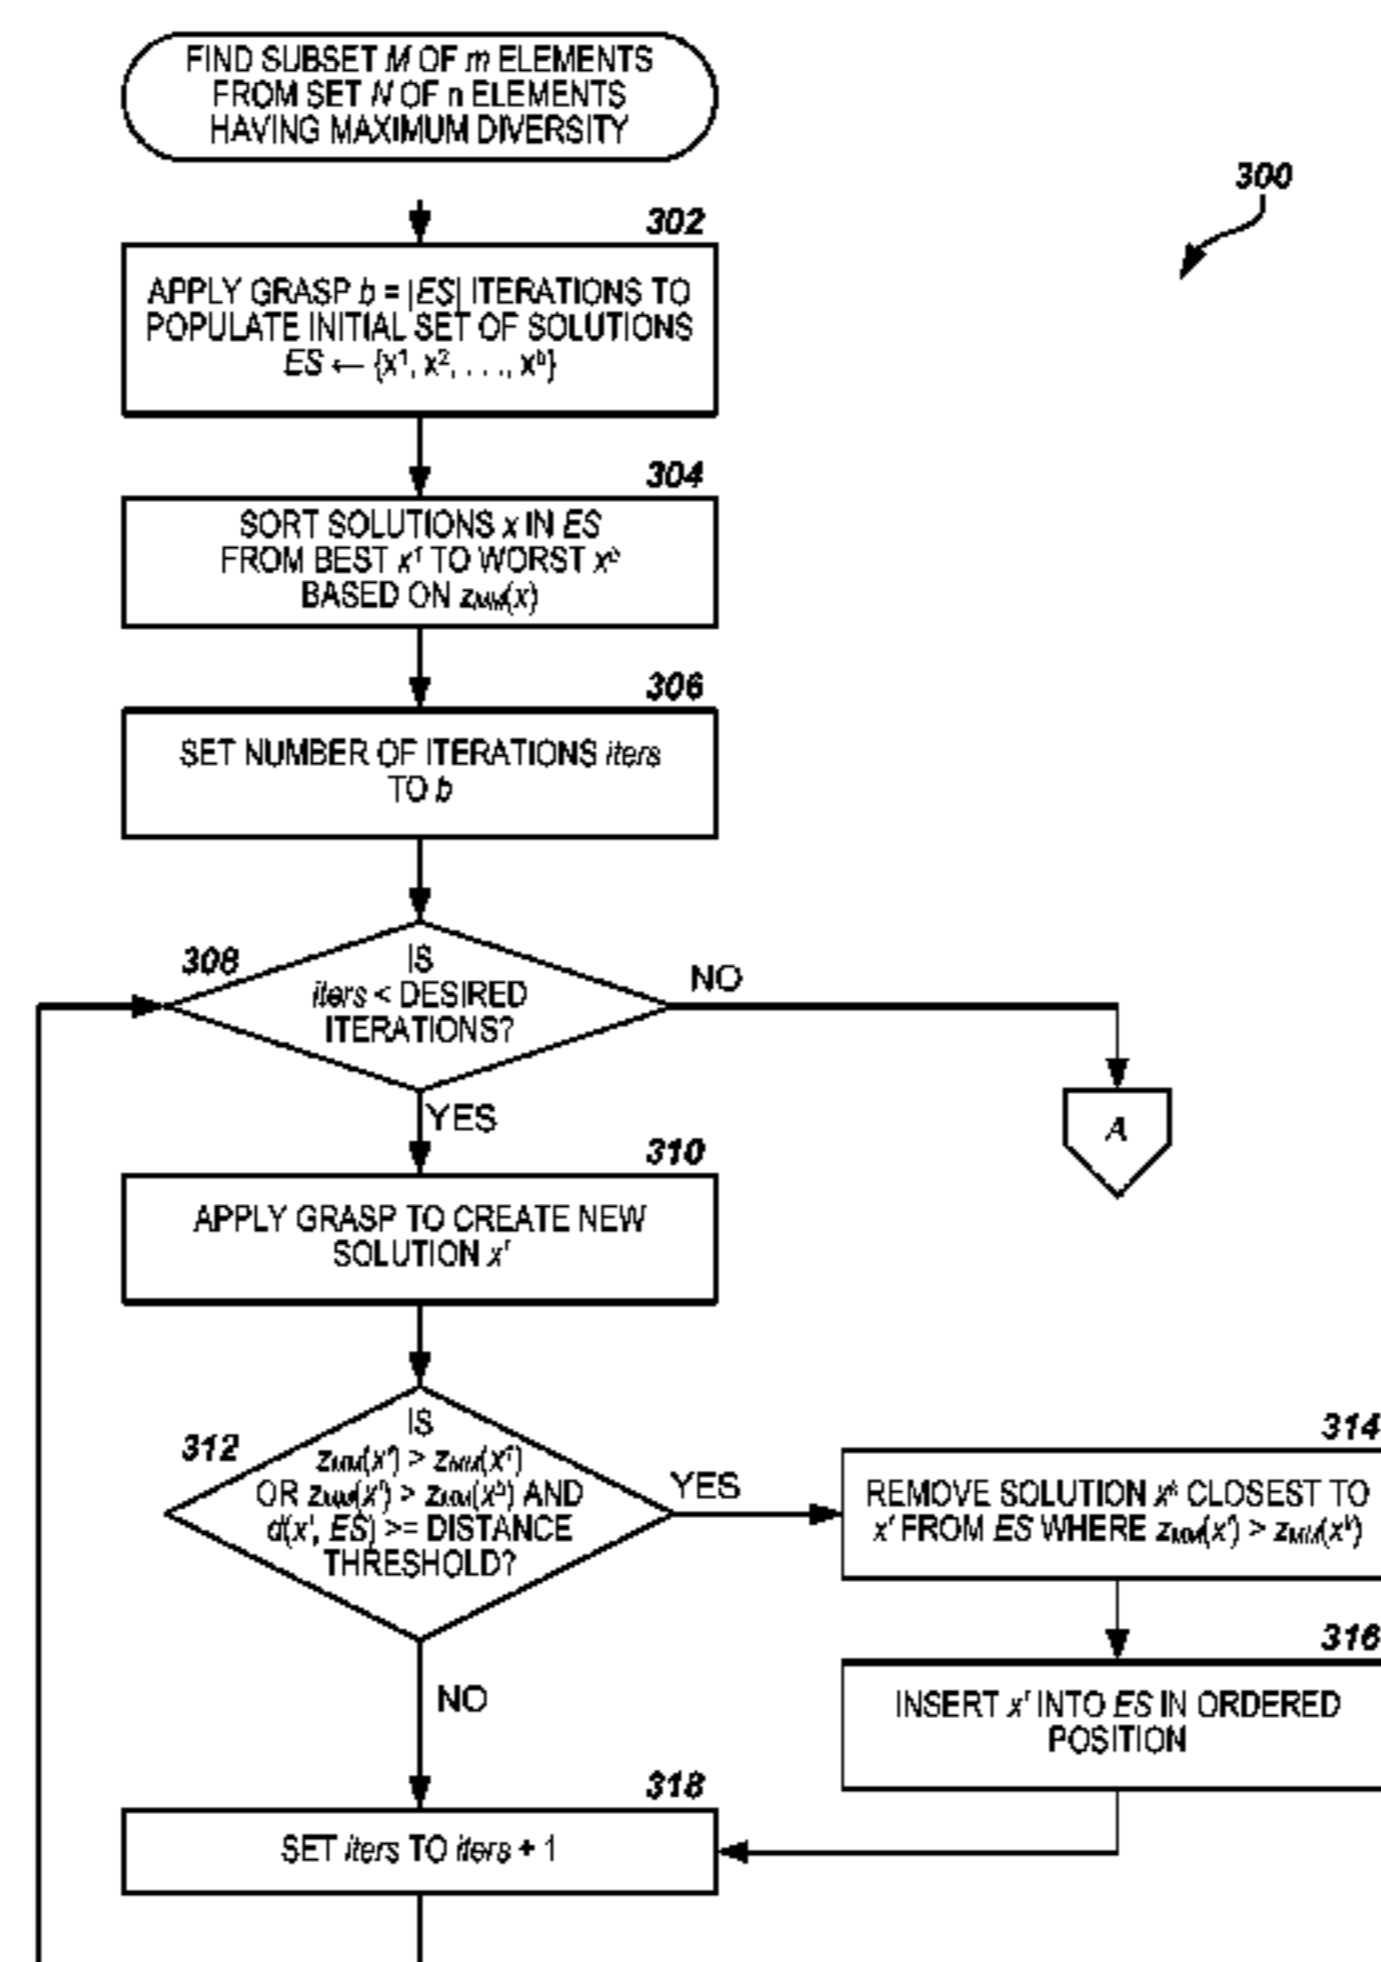 FIND SUBSET M OF m ELEMENTS
FROM SET N OF n ELEMENTS
HAVING MAXIMUM DIVERSITY
300
302
APPLY GRASP b = |ES| ITERATIONS TO
POPULATE INITIAL SET OF SOLUTIONS
ES ← {x¹, x², . . ., xᵇ}
304
SORT SOLUTIONS x IN ES
FROM BEST x¹ TO WORST xᵇ
BASED ON zMM(x)
306
SET NUMBER OF ITERATIONS iters
TO b
308
IS
iters < DESIRED
ITERATIONS?
NO
YES
A
310
APPLY GRASP TO CREATE NEW
SOLUTION x'
312
IS
zMM(x') > zMM(x¹)
OR zMM(x') > zMM(xᵇ) AND
d(x', ES) >= DISTANCE
THRESHOLD?
YES
314
REMOVE SOLUTION xᵏ CLOSEST TO
x' FROM ES WHERE zMM(x') > zMM(xᵏ)
316
INSERT x' INTO ES IN ORDERED
POSITION
NO
318
SET iters TO iters + 1